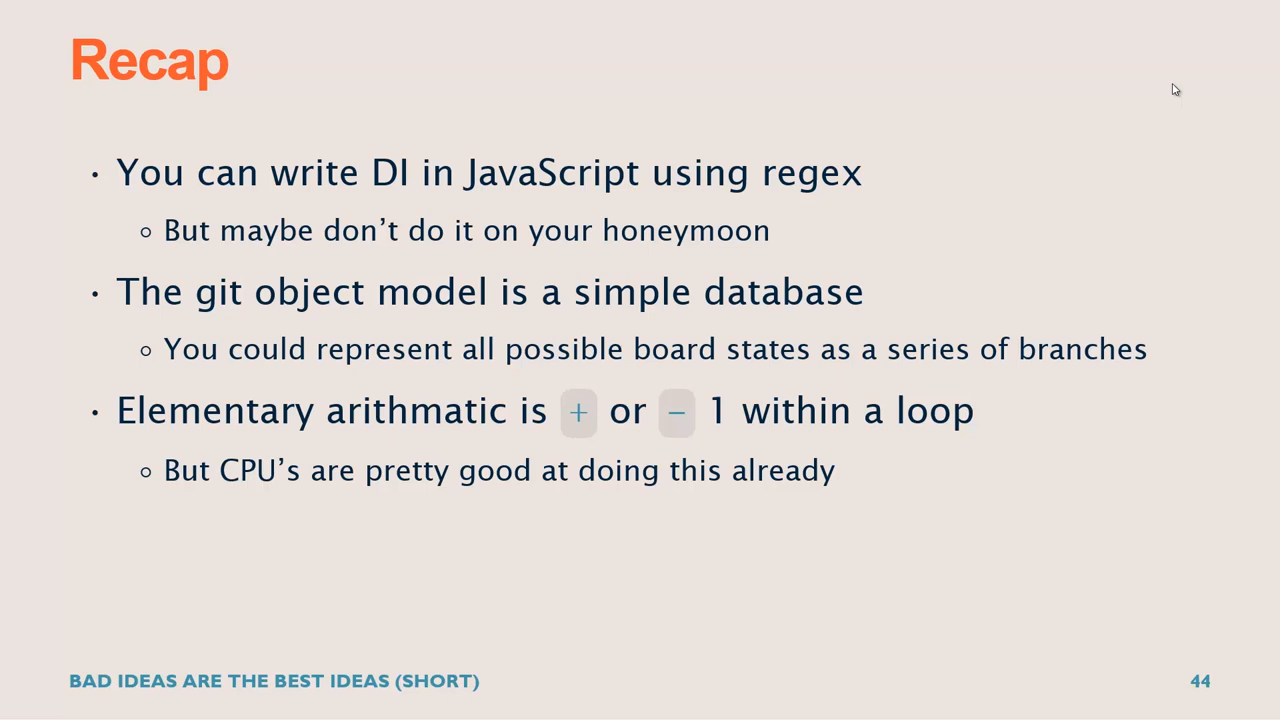 Recap
• You can write DI in JavaScript using regex
◦ But maybe don’t do it on your honeymoon
• The git object model is a simple database
◦ You could represent all possible board states as a series of branches
• Elementary arithmatic is + or − 1 within a loop
◦ But CPU’s are pretty good at doing this already
BAD IDEAS ARE THE BEST IDEAS (SHORT) 44